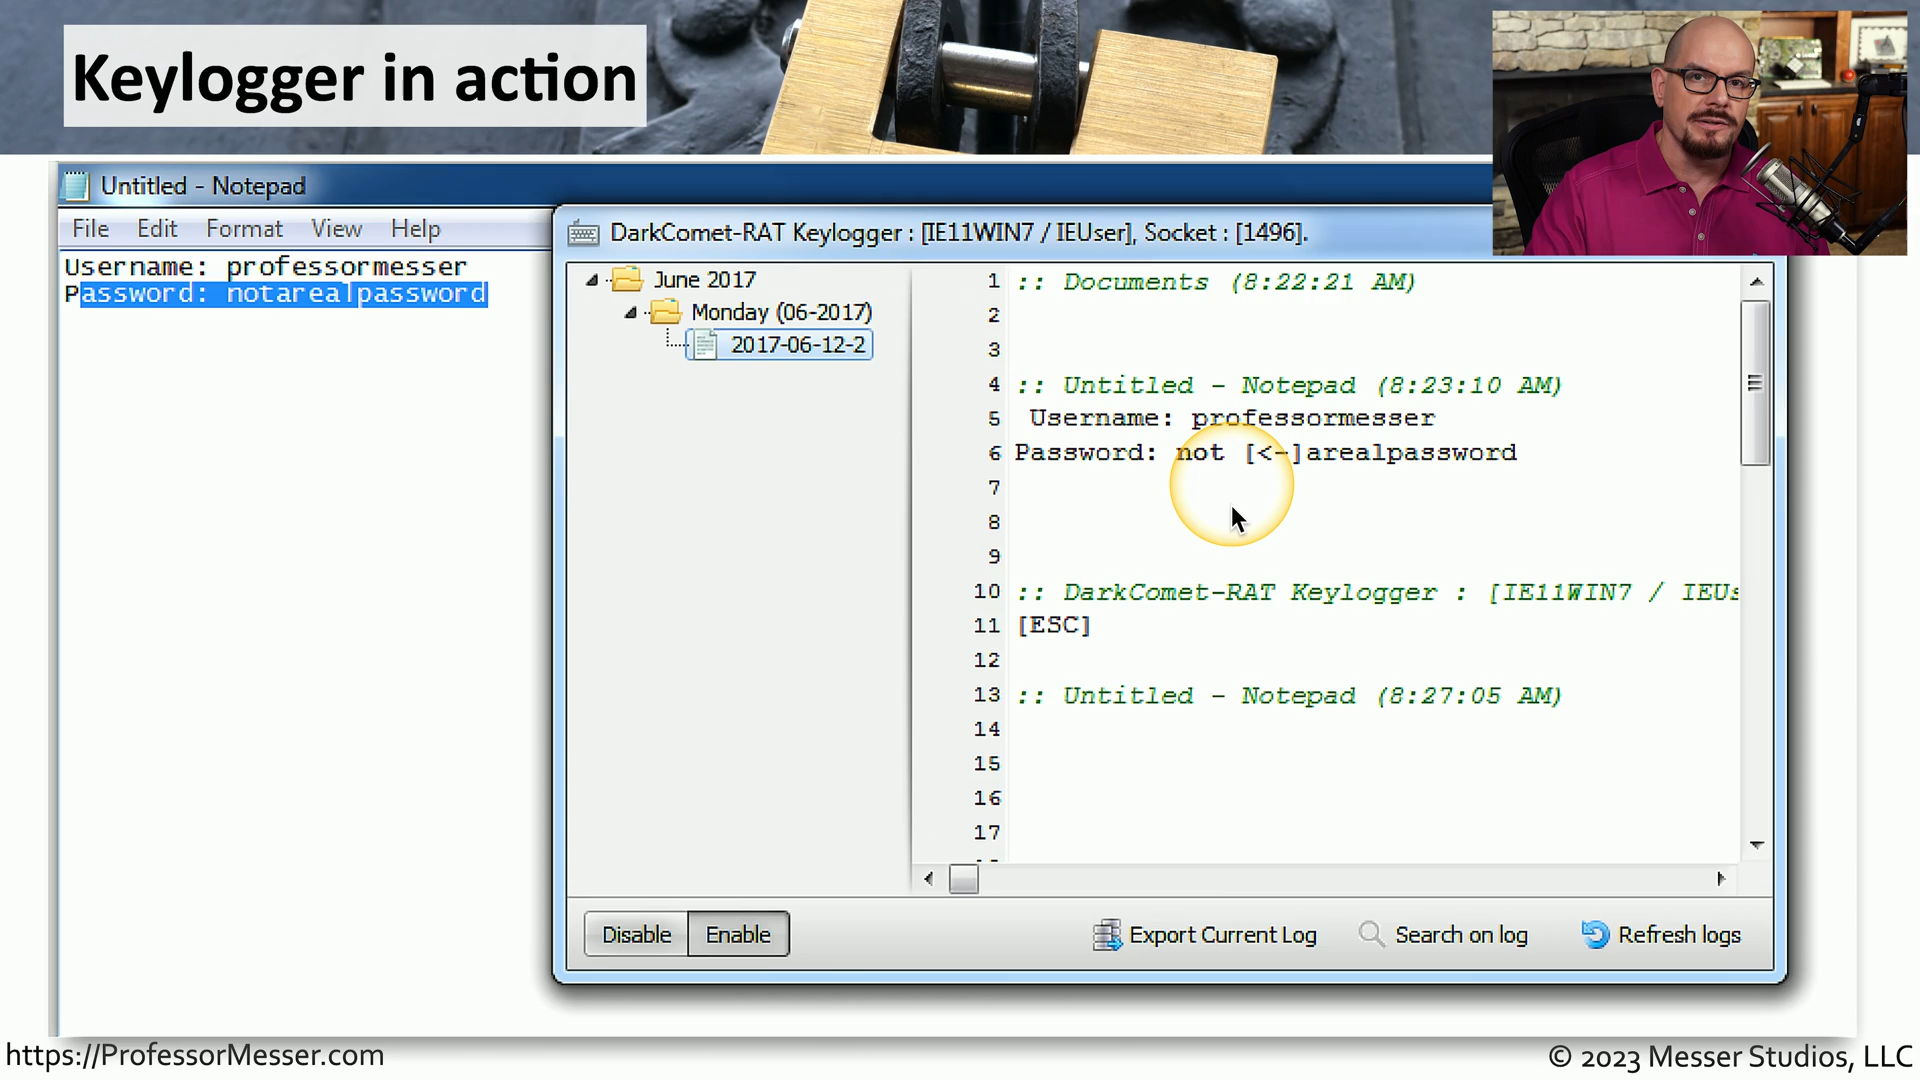 Keylogger in action
Untitled - Notepad
File Edit Format View Help
Username: professormesser
Password: notarealpassword
DarkComet-RAT Keylogger : [IE11WIN7 / IEUser], Socket : [1496].
June 2017
Monday (06-2017)
2017-06-12-2
1 :: Documents (8:22:21 AM)
2
3
4 :: Untitled - Notepad (8:23:10 AM)
5 Username: professormesser
6 Password: not [<-]arealpassword
7
8
9
10 :: DarkComet-RAT Keylogger : [IE11WIN7 / IEUs
11 [ESC]
12
13 :: Untitled - Notepad (8:27:05 AM)
14
15
16
17
Disable Enable Export Current Log Search on log Refresh logs
https://ProfessorMesser.com
© 2023 Messer Studios, LLC